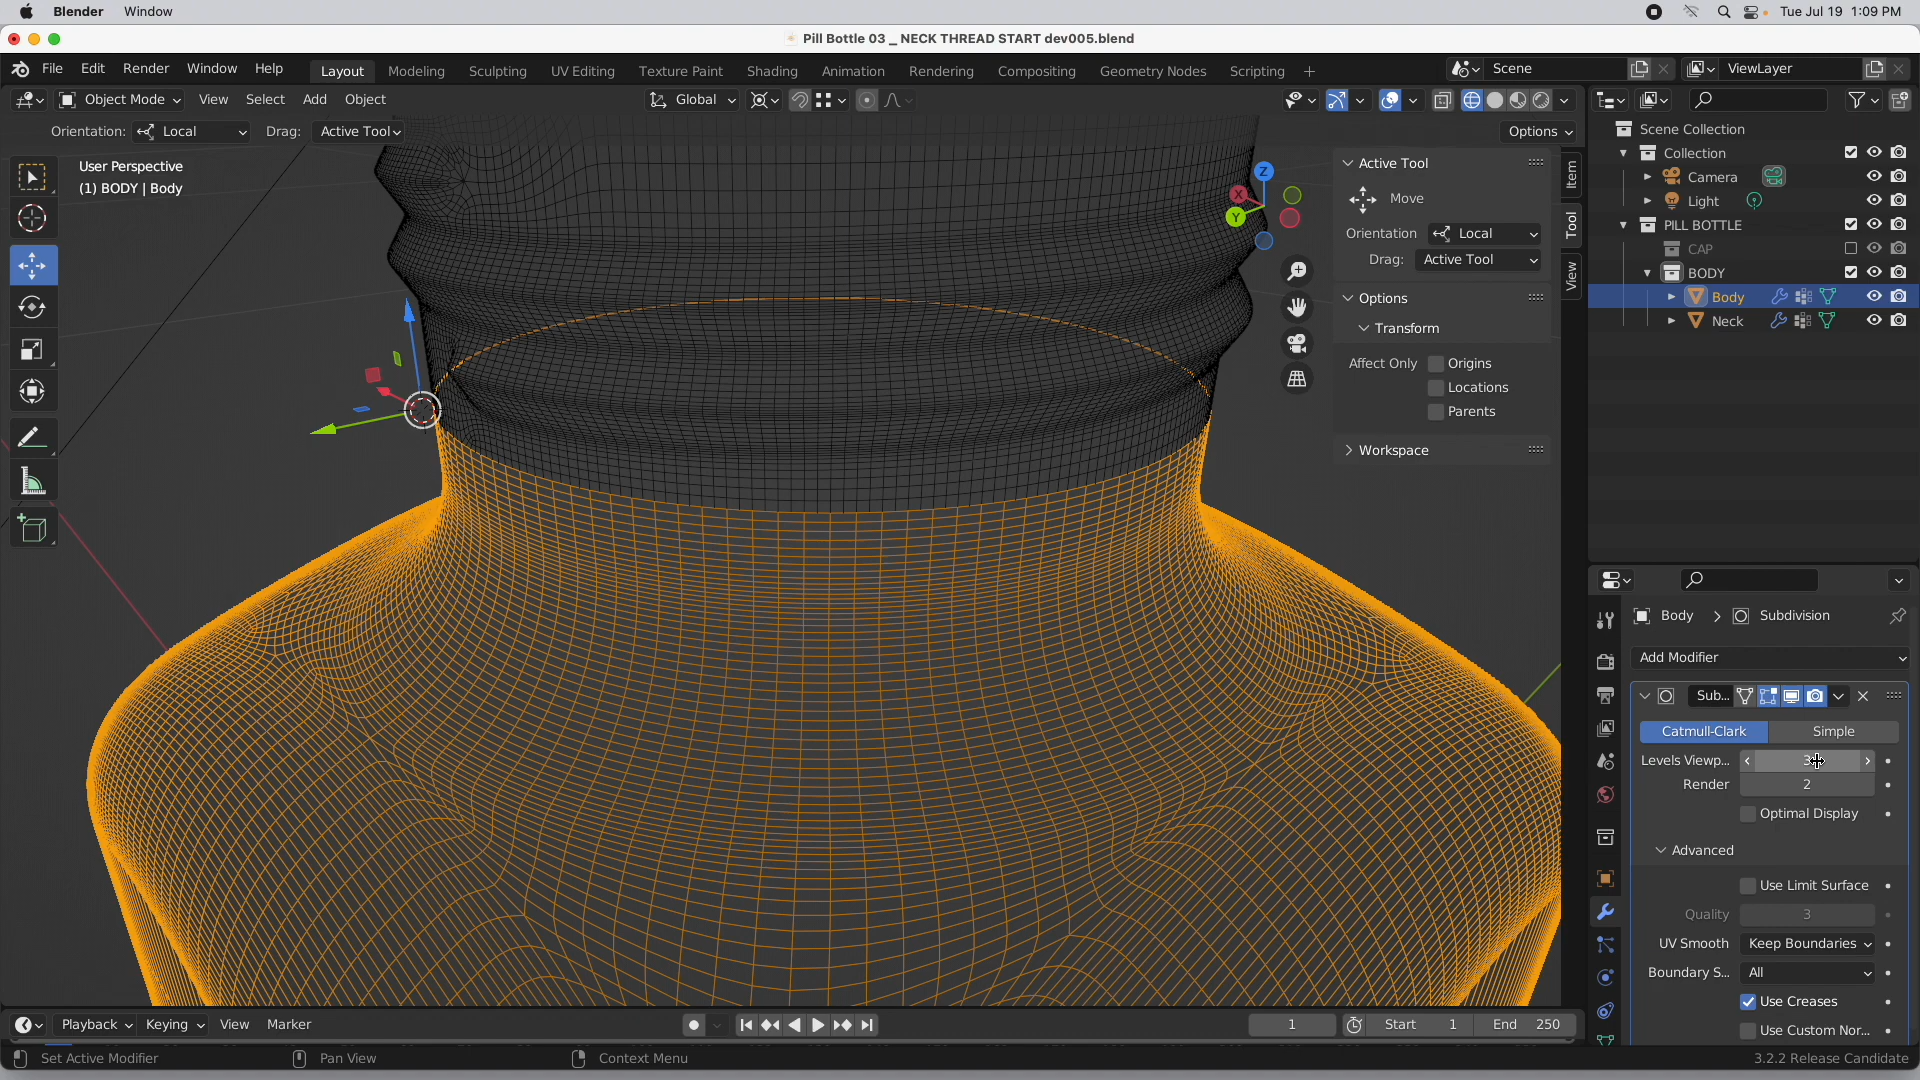 Blender Window Tue Jul 19 1:09 PM
Pill Bottle 03 _ NECK THREAD START dev005.blend
File Edit Render Window Help Layout Modeling Sculpting UV Editing Texture Paint Shading Animation Rendering Compositing Geometry Nodes Scripting + Scene ViewLayer
Object Mode View Select Add Object Global
Orientation: Local Drag: Active Tool Options
User Perspective
(1) BODY | Body
Z
X
Y
Active Tool
Move
Orientation Local
Drag: Active Tool
Options
Transform
Affect Only Origins
Locations
Parents
Workspace
Item
Tool
View
Scene Collection
Collection
Camera
Light
PILL BOTTLE
CAP
BODY
Body
Neck
Body > Subdivision
Add Modifier
Sub...
Catmull-Clark Simple
Levels Viewp... 3
Render 2
Optimal Display
Advanced
Use Limit Surface
Quality 3
UV Smooth Keep Boundaries
Boundary S... All
Use Creases
Use Custom Nor...
Playback Keying View Marker 1 Start 1 End 250
Set Active Modifier Pan View Context Menu 3.2.2 Release Candidate